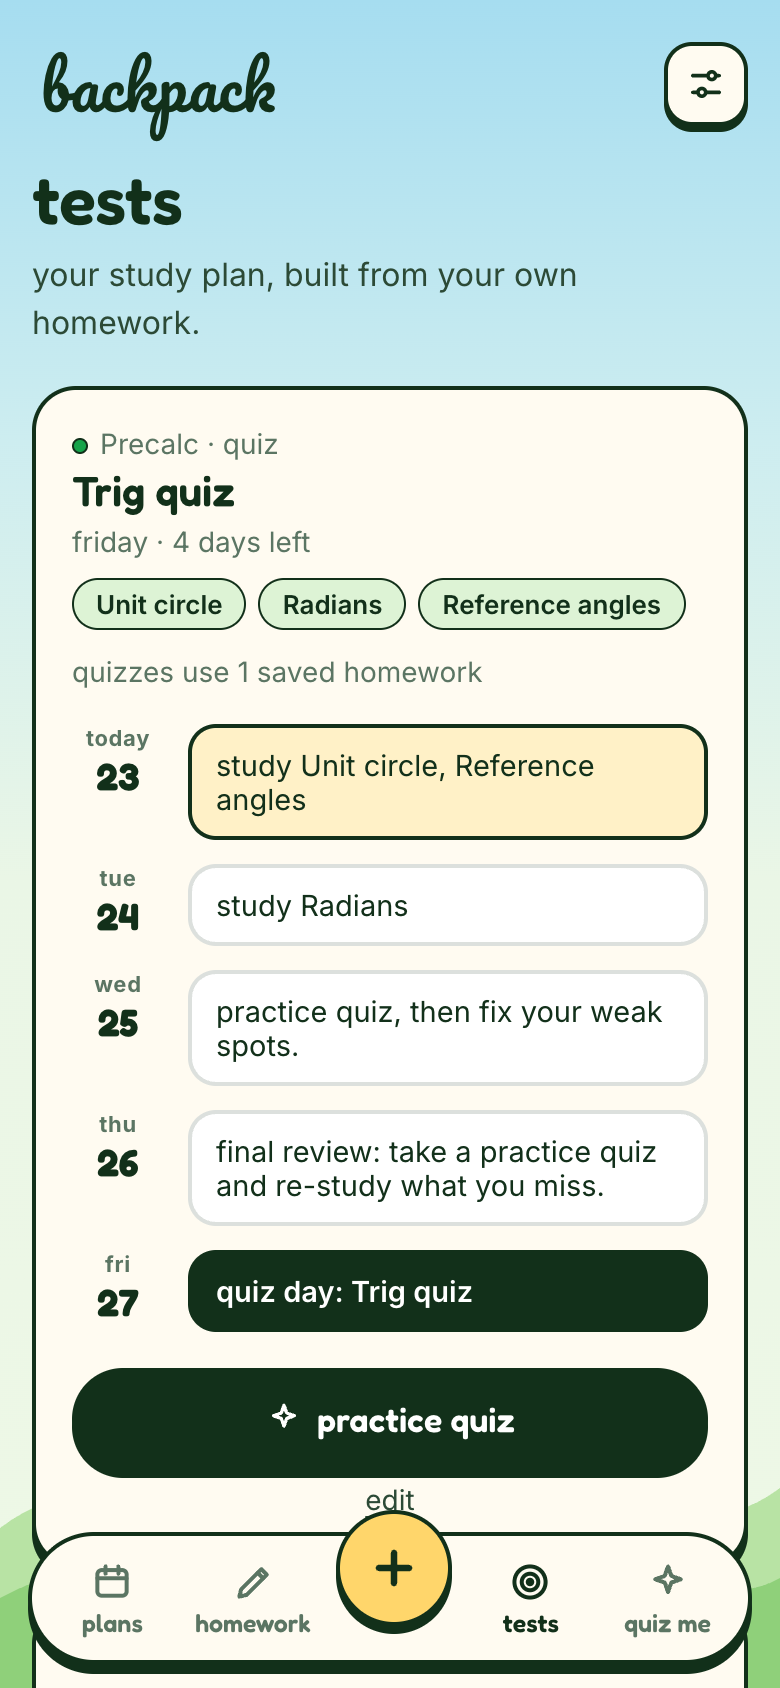 backpack
tests
your study plan, built from your own
homework.
Precalc · quiz
Trig quiz
friday · 4 days left
Unit circle
Radians
Reference angles
quizzes use 1 saved homework
today
23
study Unit circle, Reference
angles
tue
24
study Radians
wed
25
practice quiz, then fix your weak
spots.
thu
26
final review: take a practice quiz
and re-study what you miss.
fri
27
quiz day: Trig quiz
practice quiz
edit
plans
homework
tests
quiz me